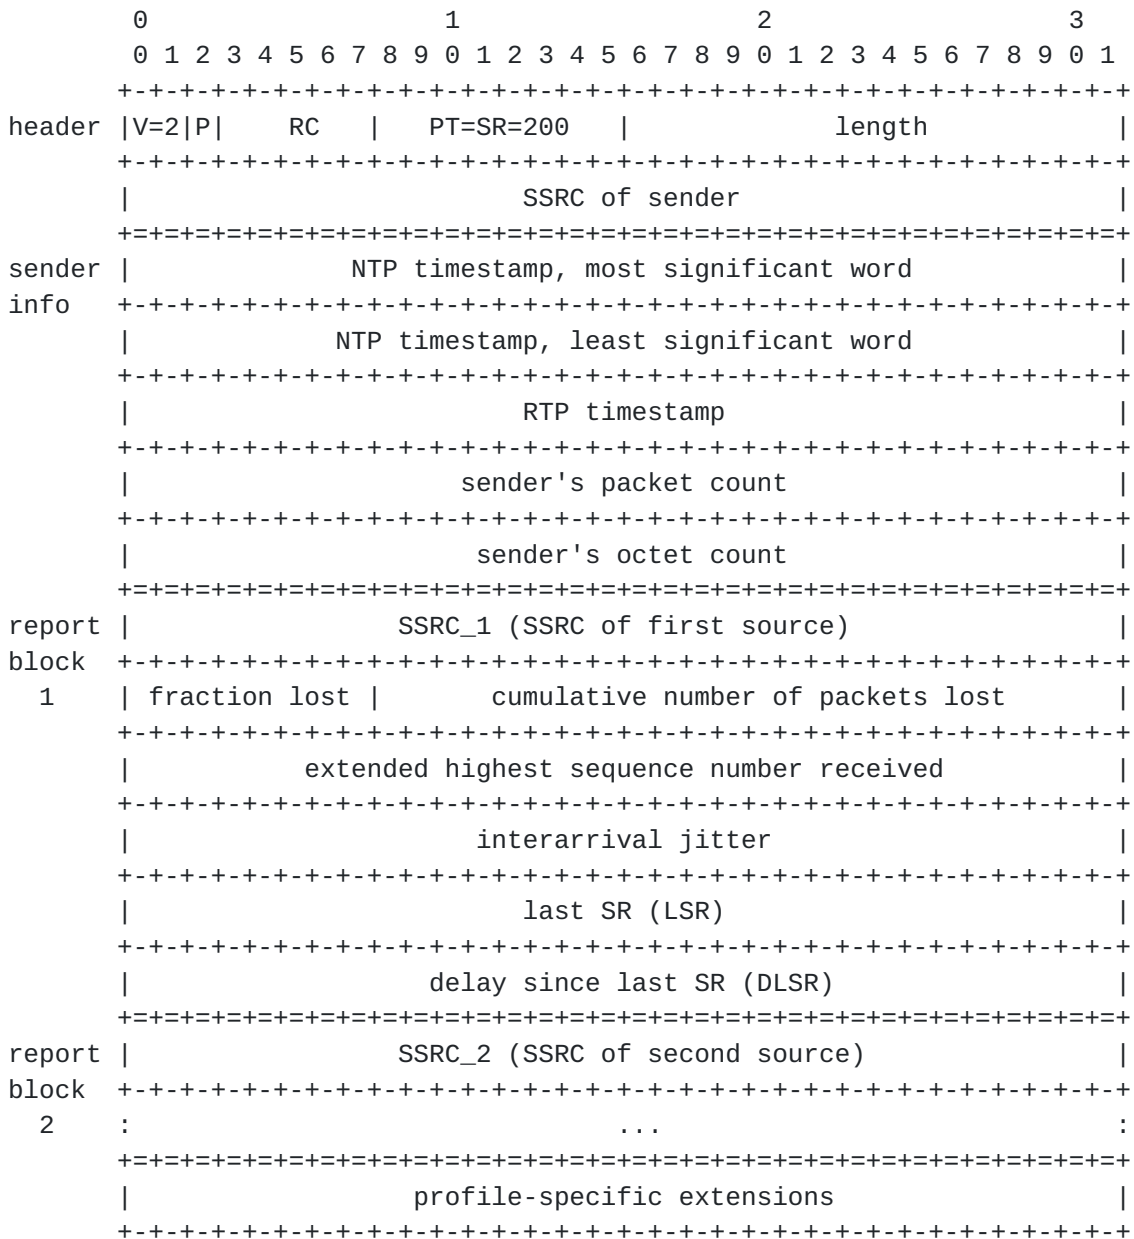 0                   1                   2                   3
        0 1 2 3 4 5 6 7 8 9 0 1 2 3 4 5 6 7 8 9 0 1 2 3 4 5 6 7 8 9 0 1
       +-+-+-+-+-+-+-+-+-+-+-+-+-+-+-+-+-+-+-+-+-+-+-+-+-+-+-+-+-+-+-+-+
header |V=2|P|    RC   |   PT=SR=200   |             length            |
       +-+-+-+-+-+-+-+-+-+-+-+-+-+-+-+-+-+-+-+-+-+-+-+-+-+-+-+-+-+-+-+-+
       |                         SSRC of sender                        |
       +=+=+=+=+=+=+=+=+=+=+=+=+=+=+=+=+=+=+=+=+=+=+=+=+=+=+=+=+=+=+=+=+
sender |              NTP timestamp, most significant word             |
info   +-+-+-+-+-+-+-+-+-+-+-+-+-+-+-+-+-+-+-+-+-+-+-+-+-+-+-+-+-+-+-+-+
       |             NTP timestamp, least significant word             |
       +-+-+-+-+-+-+-+-+-+-+-+-+-+-+-+-+-+-+-+-+-+-+-+-+-+-+-+-+-+-+-+-+
       |                         RTP timestamp                         |
       +-+-+-+-+-+-+-+-+-+-+-+-+-+-+-+-+-+-+-+-+-+-+-+-+-+-+-+-+-+-+-+-+
       |                     sender's packet count                     |
       +-+-+-+-+-+-+-+-+-+-+-+-+-+-+-+-+-+-+-+-+-+-+-+-+-+-+-+-+-+-+-+-+
       |                      sender's octet count                     |
       +=+=+=+=+=+=+=+=+=+=+=+=+=+=+=+=+=+=+=+=+=+=+=+=+=+=+=+=+=+=+=+=+
report |                 SSRC_1 (SSRC of first source)                 |
block  +-+-+-+-+-+-+-+-+-+-+-+-+-+-+-+-+-+-+-+-+-+-+-+-+-+-+-+-+-+-+-+-+
  1    | fraction lost |       cumulative number of packets lost       |
       +-+-+-+-+-+-+-+-+-+-+-+-+-+-+-+-+-+-+-+-+-+-+-+-+-+-+-+-+-+-+-+-+
       |           extended highest sequence number received           |
       +-+-+-+-+-+-+-+-+-+-+-+-+-+-+-+-+-+-+-+-+-+-+-+-+-+-+-+-+-+-+-+-+
       |                      interarrival jitter                      |
       +-+-+-+-+-+-+-+-+-+-+-+-+-+-+-+-+-+-+-+-+-+-+-+-+-+-+-+-+-+-+-+-+
       |                         last SR (LSR)                         |
       +-+-+-+-+-+-+-+-+-+-+-+-+-+-+-+-+-+-+-+-+-+-+-+-+-+-+-+-+-+-+-+-+
       |                   delay since last SR (DLSR)                  |
       +=+=+=+=+=+=+=+=+=+=+=+=+=+=+=+=+=+=+=+=+=+=+=+=+=+=+=+=+=+=+=+=+
report |                 SSRC_2 (SSRC of second source)                |
block  +-+-+-+-+-+-+-+-+-+-+-+-+-+-+-+-+-+-+-+-+-+-+-+-+-+-+-+-+-+-+-+-+
  2    :                               ...                             :
       +=+=+=+=+=+=+=+=+=+=+=+=+=+=+=+=+=+=+=+=+=+=+=+=+=+=+=+=+=+=+=+=+
       |                  profile-specific extensions                  |
       +-+-+-+-+-+-+-+-+-+-+-+-+-+-+-+-+-+-+-+-+-+-+-+-+-+-+-+-+-+-+-+-+